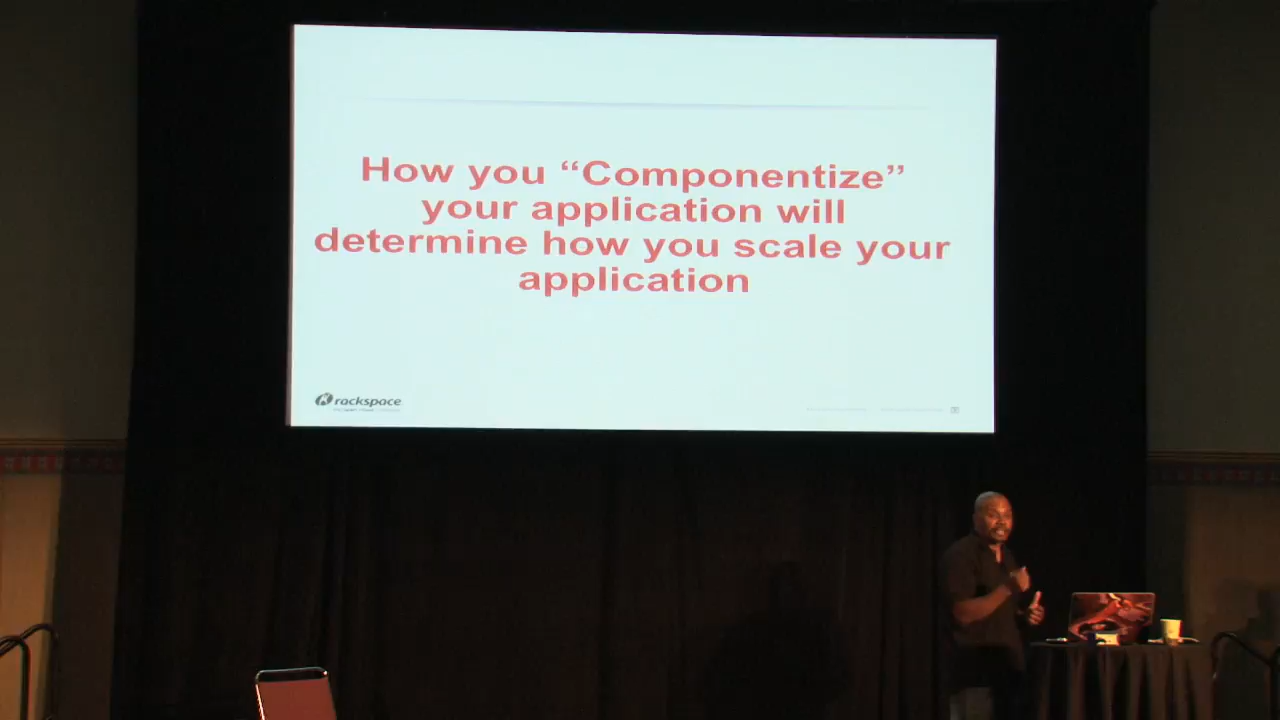 How you “Componentize”
your application will
determine how you scale your
application
rackspace